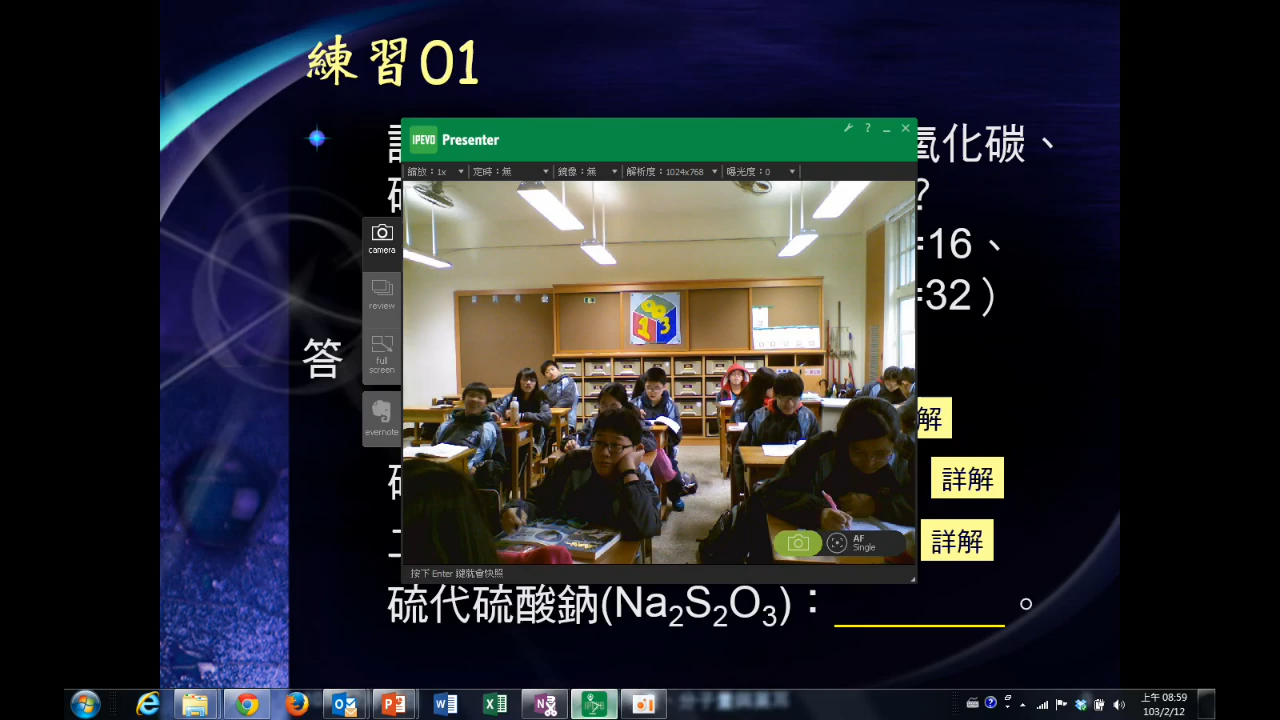 練習01
IPEVO Presenter
縮放：1x
定時：無
鏡像：無
解析度：1024x768
曝光度：0
氧化碳、
?
=16、
=32）
camera
review
full
screen
evernote
答
解
詳解
詳解
AF
Single
按下 Enter 鍵就會快照
硫代硫酸鈉(Na₂S₂O₃)：
。
上午 08:59
103/2/12